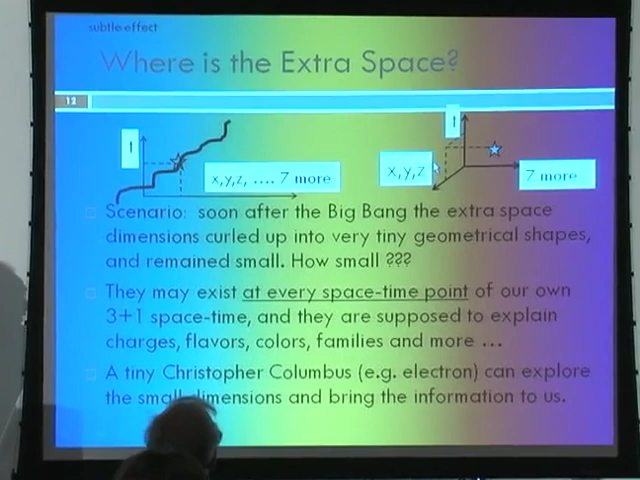 subtle effect
Where is the Extra Space?
12
t
x,y,z, .... 7 more
t
x,y,z
7 more
Scenario: soon after the Big Bang the extra space
dimensions curled up into very tiny geometrical shapes,
and remained small. How small ???
They may exist at every space-time point of our own
3+1 space-time, and they are supposed to explain
charges, flavors, colors, families and more ...
A tiny Christopher Columbus (e.g. electron) can explore
the small dimensions and bring the information to us.